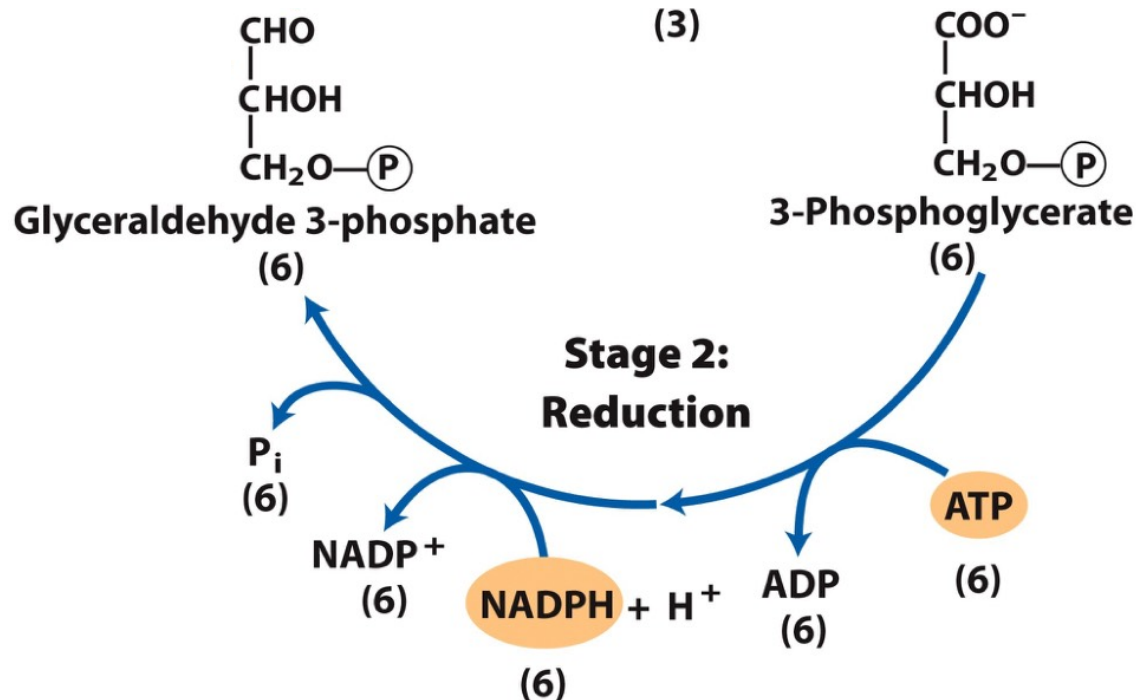 CHO
CHOH
CH₂O—P
Glyceraldehyde 3-phosphate
(6)
(3)
COO⁻
CHOH
CH₂O—P
3-Phosphoglycerate
(6)
Stage 2:
Reduction
Pᵢ
(6)
NADP⁺
(6)
NADPH + H⁺
(6)
ADP
(6)
ATP
(6)